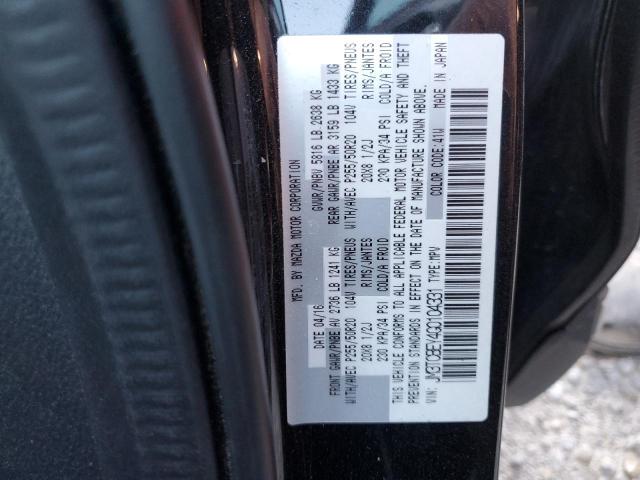 MFD. BY MAZDA MOTOR CORPORATION
04/16 GVWR/PNBV 5816 LB 2638 KG
FRONT GAWR/PNBE AV 2736 LB 1241 KG REAR GAWR/PNBE AR 3159 LB 1433 KG
WITH/AVEC P255/50R20 104V TIRES/PNEUS WITH/AVEC P255/50R20 104V TIRES/PNEUS
20X8 1/2J RIMS/JANTES 20X8 1/2J RIMS/JANTES
230 KPA/34 PSI COLD/A FROID 230 KPA/34 PSI COLD/A FROID
THIS VEHICLE CONFORMS TO ALL APPLICABLE FEDERAL MOTOR VEHICLE SAFETY AND THEFT
PREVENTION STANDARDS IN EFFECT ON THE DATE OF MANUFACTURE SHOWN ABOVE.
VIN: JM3TCBEY4G0104331 TYPE:MPV COLOR CODE:41W MADE IN JAPAN